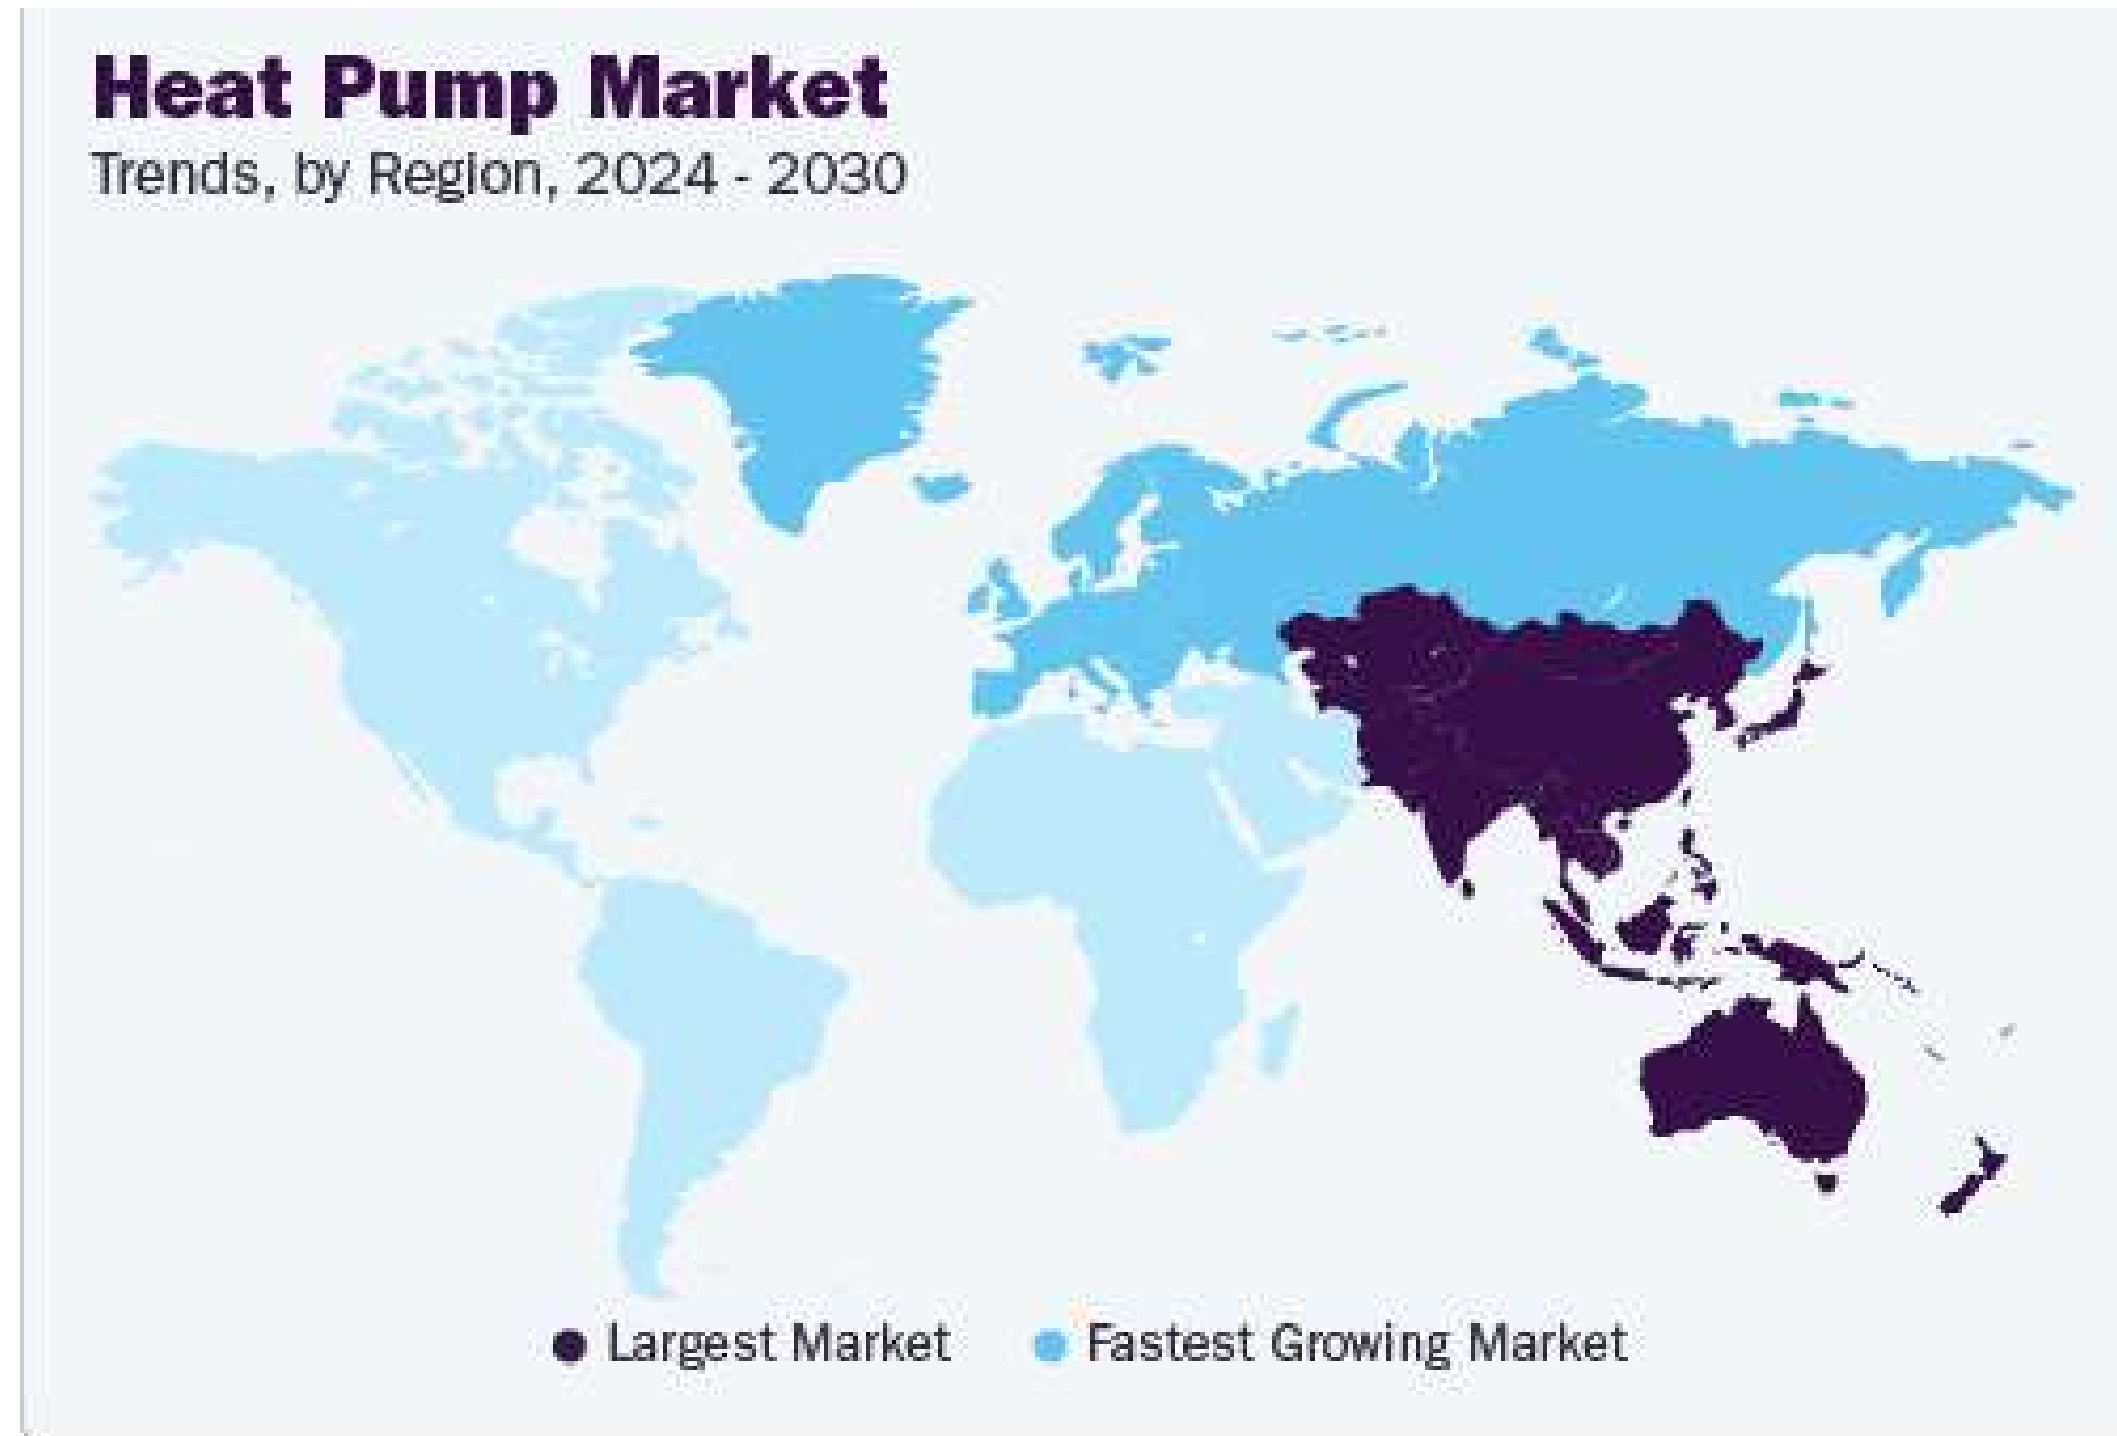 Heat Pump Market
Trends, by Region, 2024 - 2030
Largest Market
Fastest Growing Market